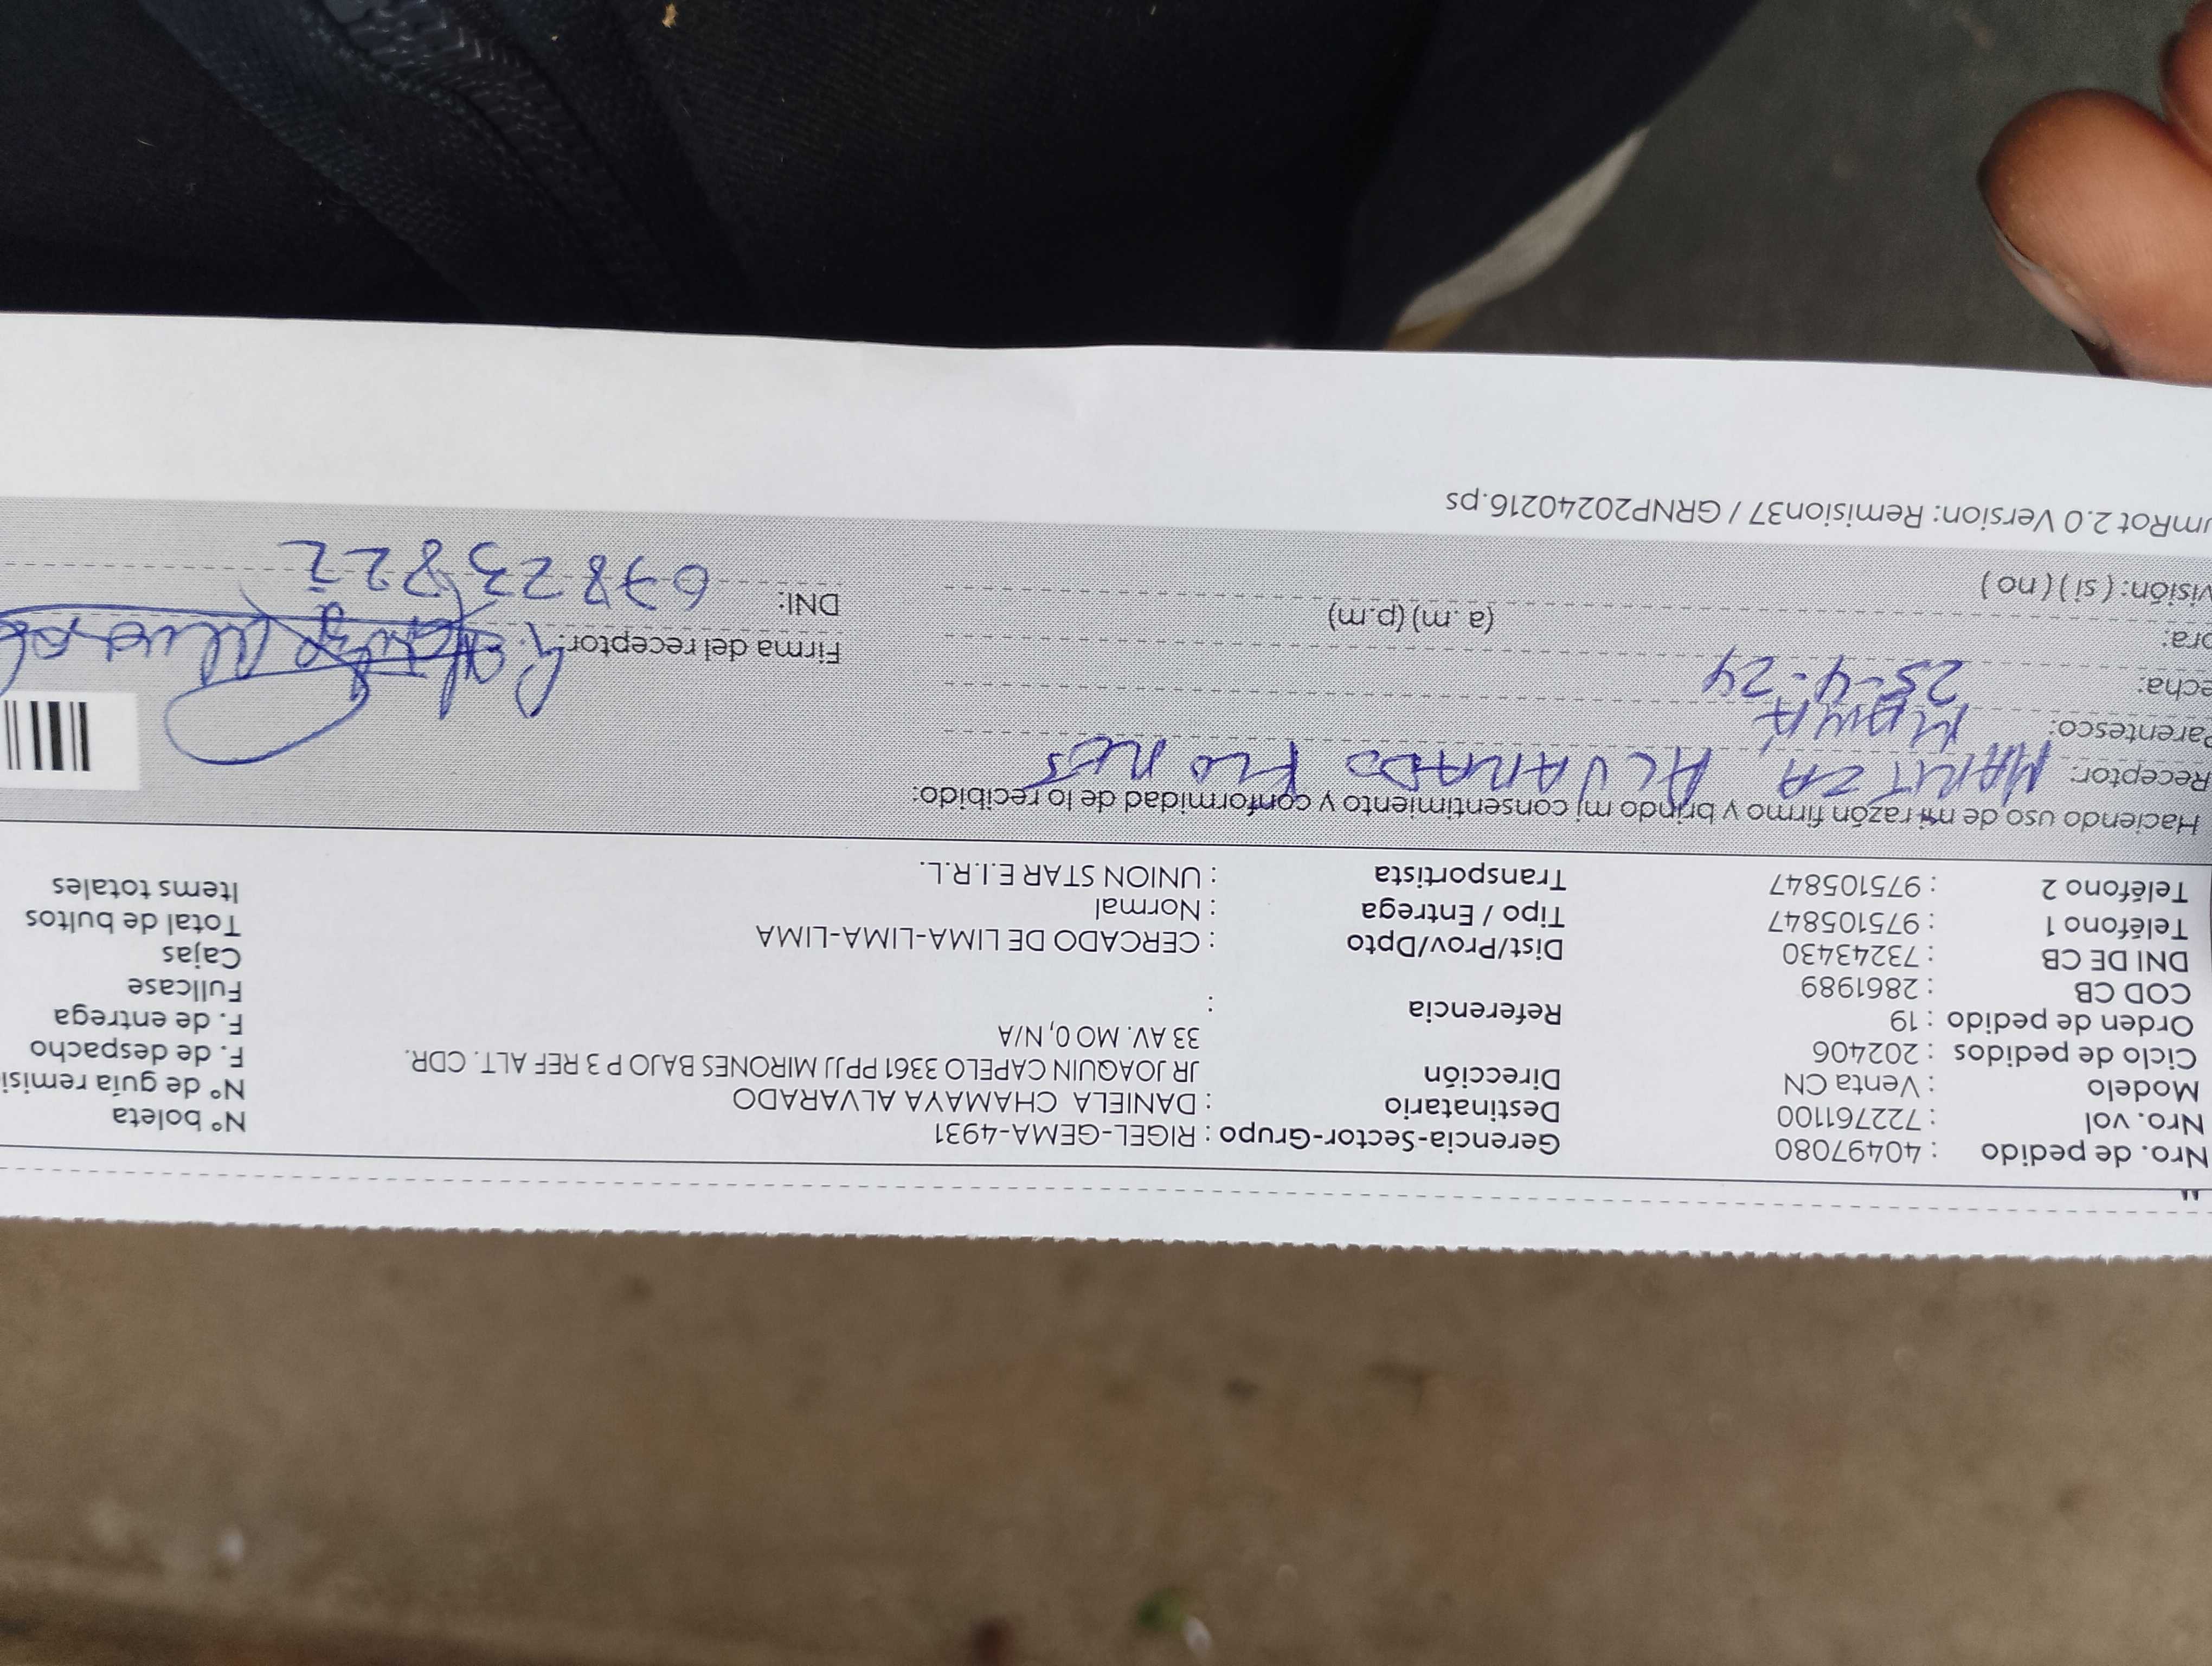 Nro. de pedido : 40497080 Gerencia-Sector-Grupo : RIGEL-GEMA-4931 N° boleta
Nro. vol : 722761100 Destinatario : DANIELA CHAMAYA ALVARADO N° de guía remisi
Modelo : Venta CN Dirección JR JOAQUIN CAPELO 3361 PPJJ MIRONES BAJO P 3 REF ALT. CDR. F. de despacho
Ciclo de pedidos : 202406 33 AV. MO 0, N/A F. de entrega
Orden de pedido : 19 Referencia : Fullcase
COD CB : 2861989 Cajas
DNI DE CB : 73243430 Dist/Prov/Dpto : CERCADO DE LIMA-LIMA-LIMA Total de bultos
Teléfono 1 : 975105847 Tipo / Entrega : Normal Items totales
Teléfono 2 : 975105847 Transportista : UNION STAR E.I.R.L.
Haciendo uso de mi razón firmo y brindo mi consentimiento y conformidad de lo recibido:
Receptor: MARITZA ALVARADO
Parentesco: MAMA
echa: 25-4-24 Firma del receptor:
ora: (a.m) (p.m) DNI: 07823822
visión: ( si ) ( no )
umRot 2.0 Version: Remision37 / GRNP20240216.ps